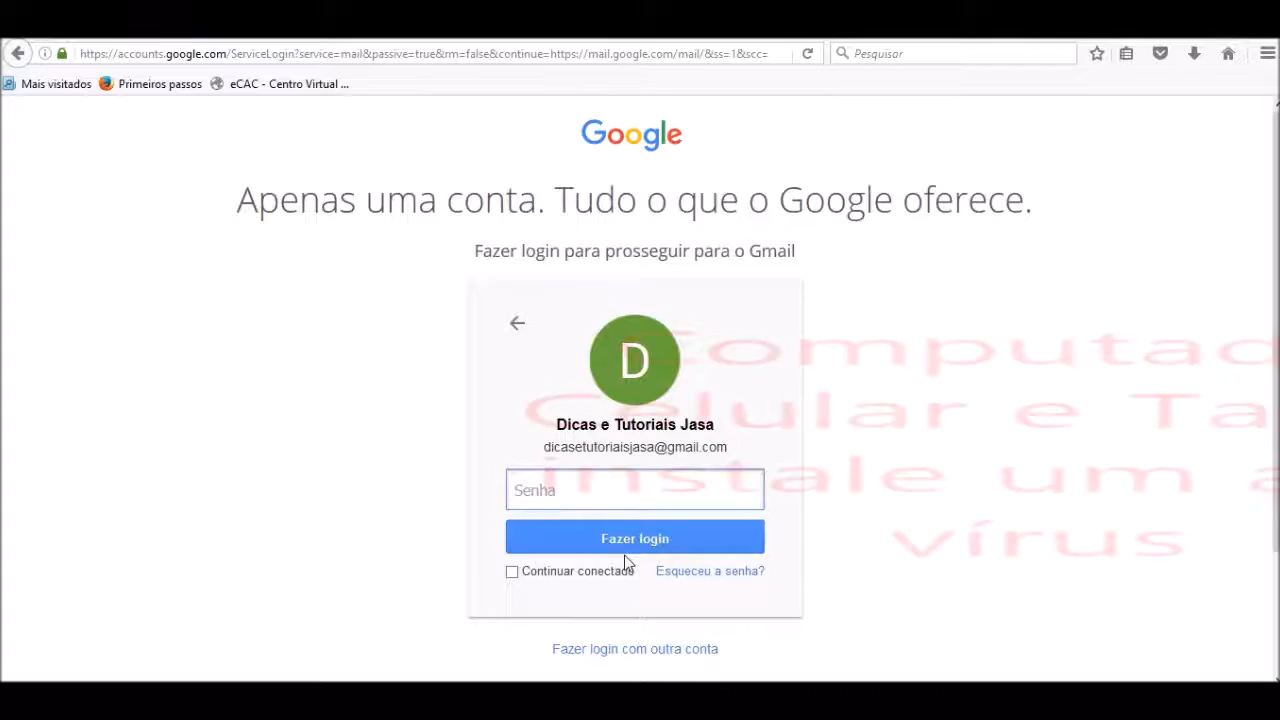 https://accounts.google.com/ServiceLogin?service=mail&passive=true&rm=false&continue=https://mail.google.com/mail/&ss=1&scc=
Pesquisar
Mais visitados
Primeiros passos
eCAC - Centro Virtual ...
Google
Apenas uma conta. Tudo o que o Google oferece.
Fazer login para prosseguir para o Gmail
D
Dicas e Tutoriais Jasa
dicasetutoriaisjasa@gmail.com
Senha
Fazer login
Continuar conectado
Esqueceu a senha?
Fazer login com outra conta
Computad
Celular e Ta
instale um a
vírus